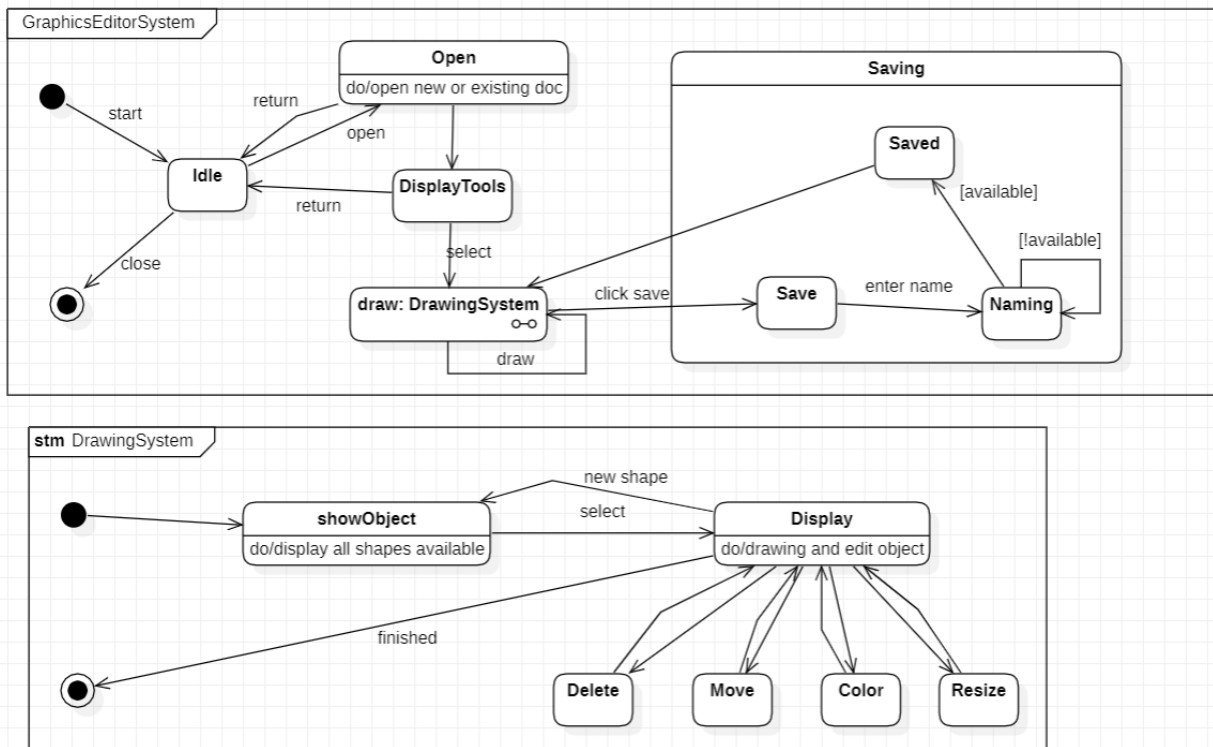 GraphicsEditorSystem
Open
do/open new or existing doc
Saving
return
start
open
Saved
Idle
DisplayTools
[available]
return
[!available]
select
close
draw: DrawingSystem
click save
Save
enter name
Naming
draw
stm DrawingSystem
new shape
showObject
select
Display
do/display all shapes available
do/drawing and edit object
finished
Delete
Move
Color
Resize